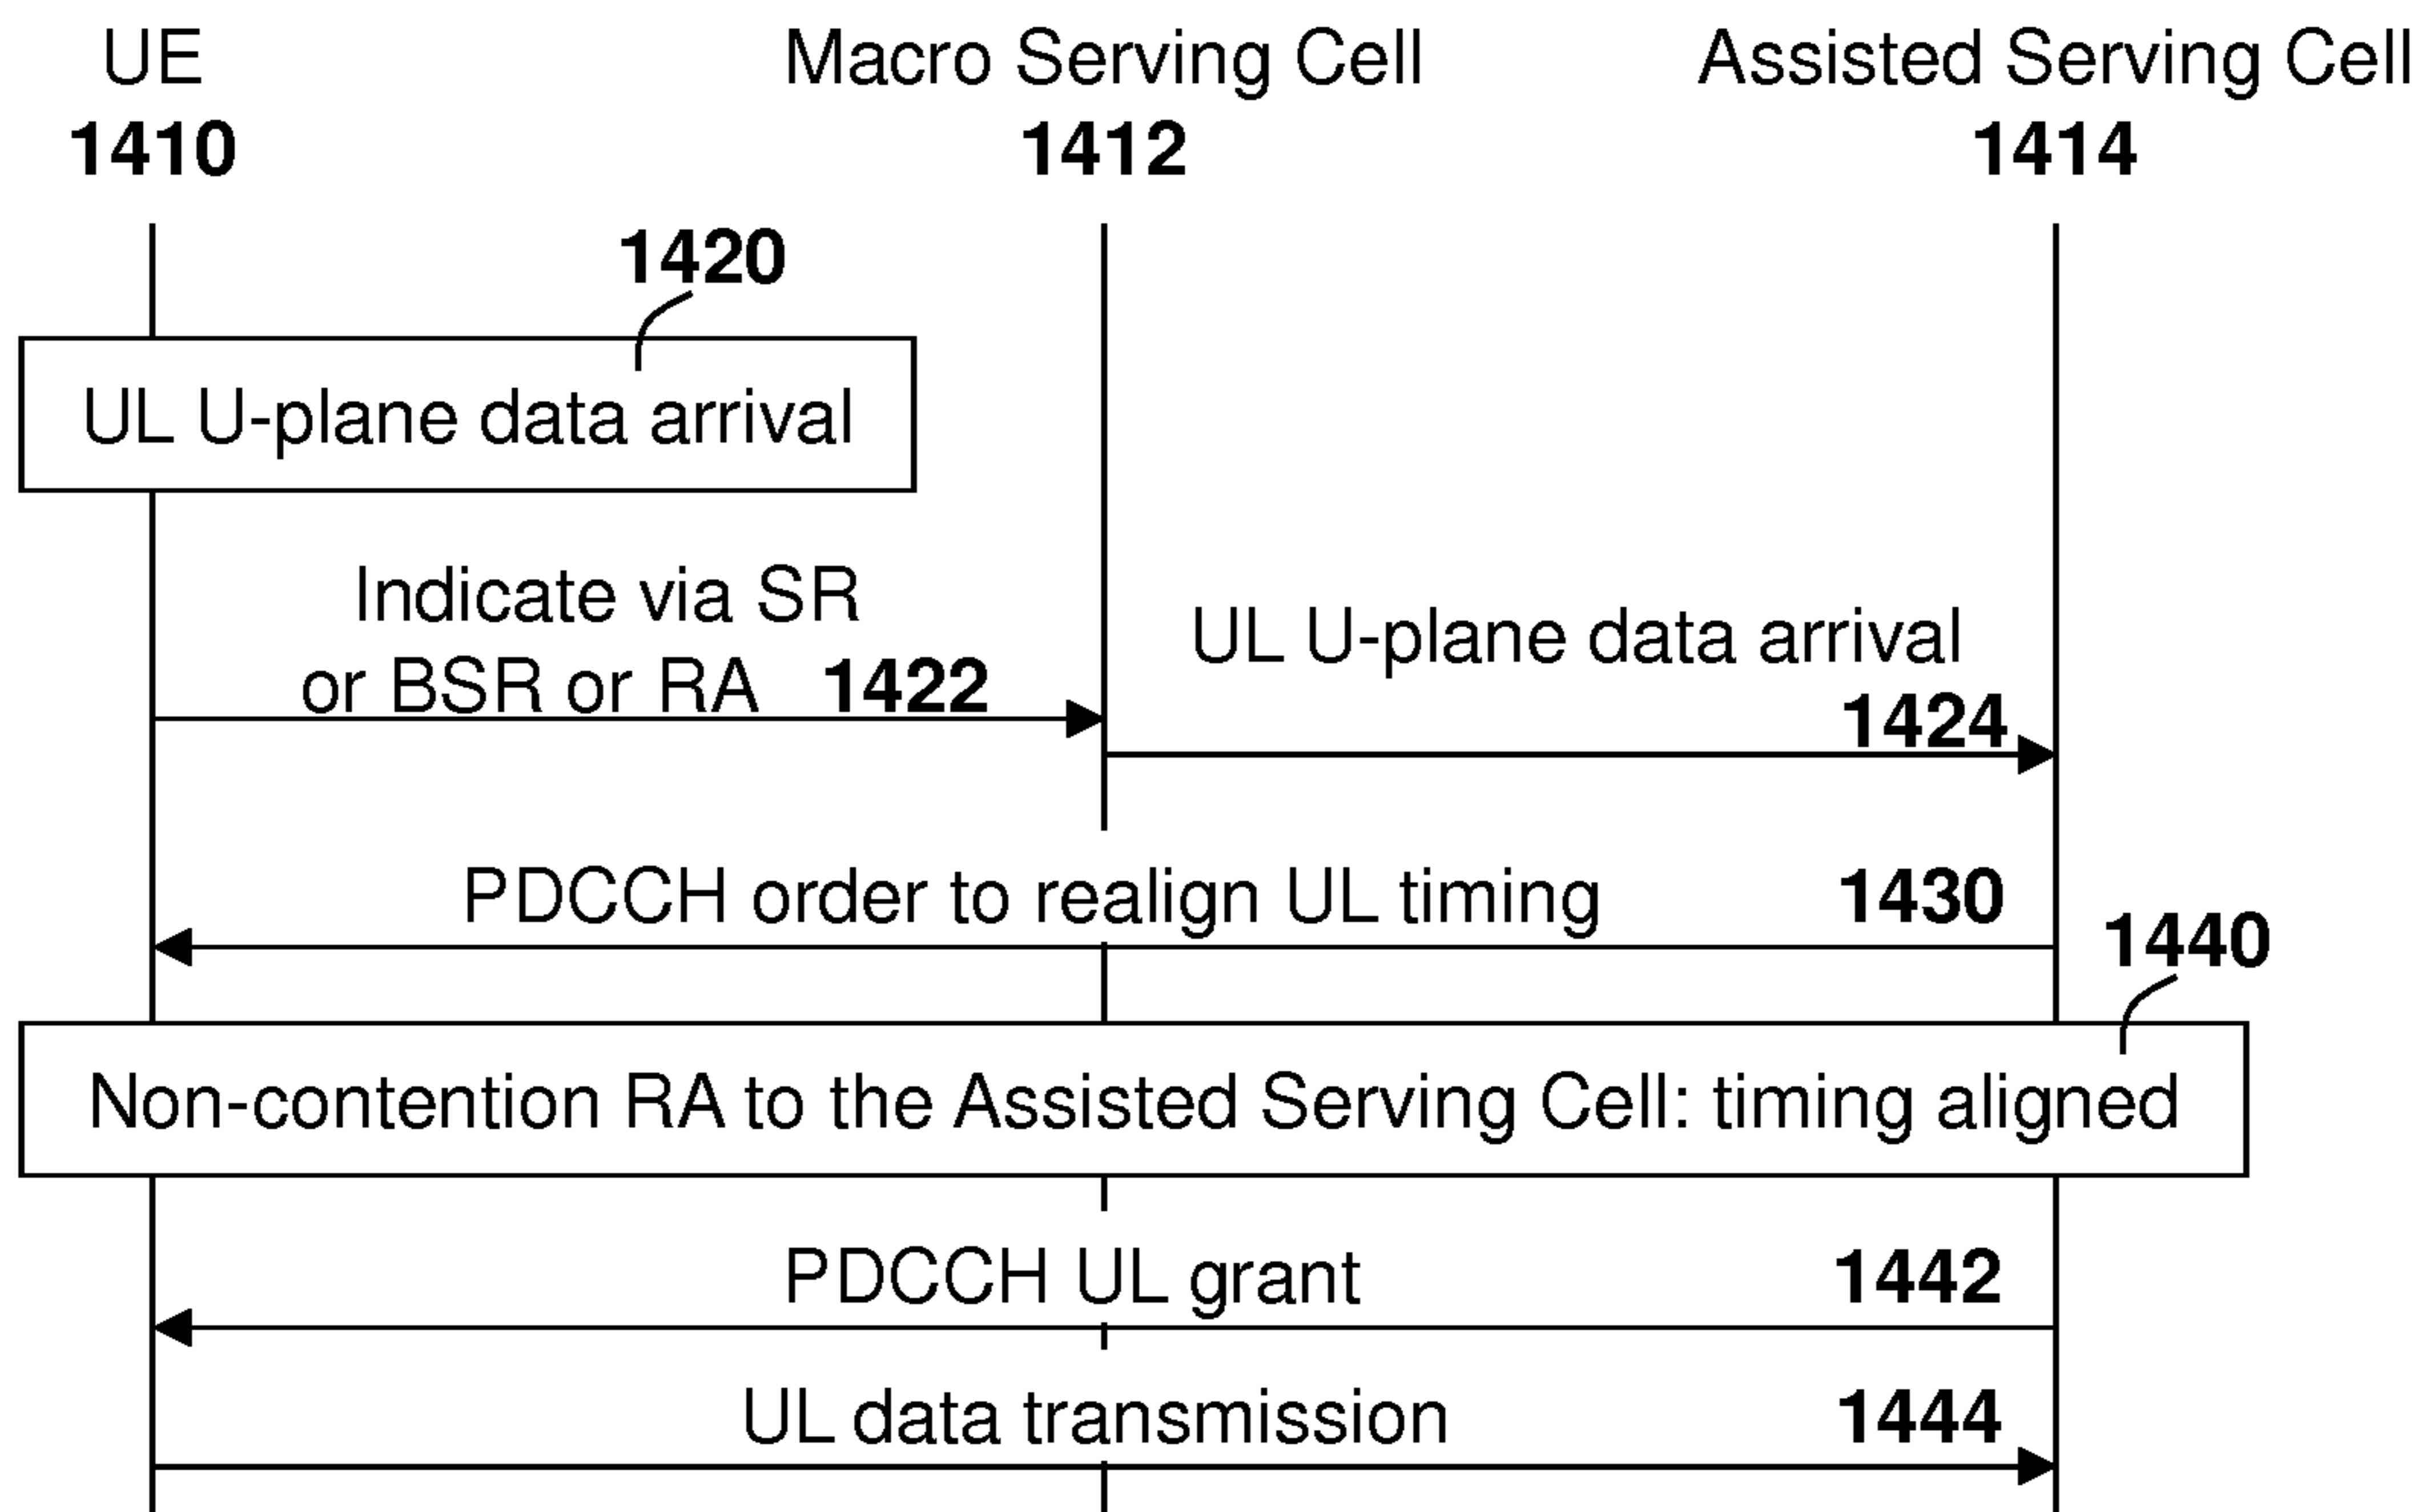 UE
1410
Macro Serving Cell
1412
Assisted Serving Cell
1414
1420
UL U-plane data arrival
Indicate via SR
or BSR or RA 1422
UL U-plane data arrival
1424
PDCCH order to realign UL timing 1430
1440
Non-contention RA to the Assisted Serving Cell: timing aligned
PDCCH UL grant 1442
UL data transmission 1444